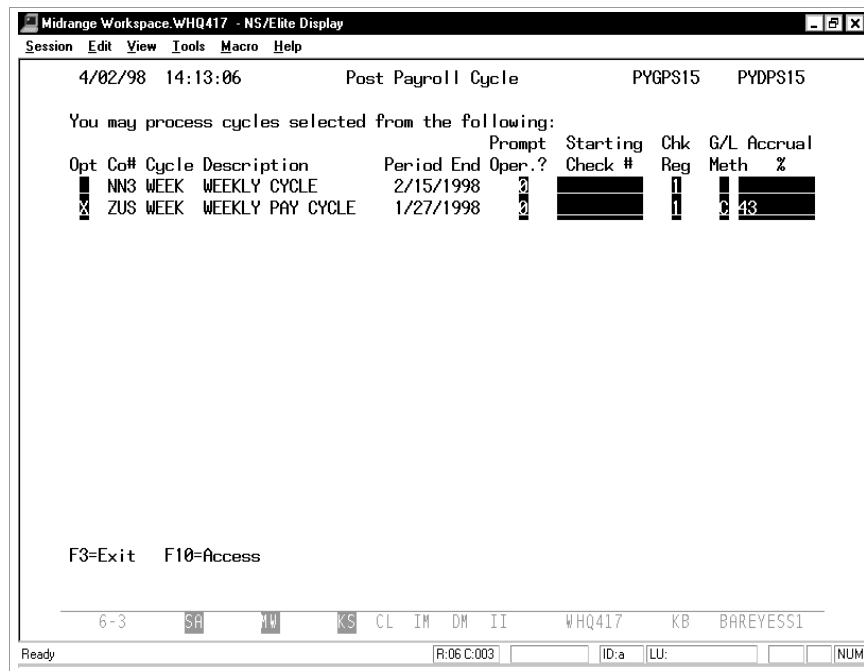 Midrange Workspace.WHQ417 - NS/Elite Display
Session Edit View Tools Macro Help
4/02/98 14:13:06 Post Payroll Cycle PYGPS15 PYDPS15
You may process cycles selected from the following:
Prompt Starting Chk G/L Accrual
Opt Co# Cycle Description Period End Oper.? Check # Reg Meth %
NN3 WEEK WEEKLY CYCLE 2/15/1998 0 1
X ZUS WEEK WEEKLY PAY CYCLE 1/27/1998 0 1 C 43
F3=Exit F10=Access
6-3 SA MW KS CL IM DM II WHQ417 KB BAREYESS1
Ready R:06 C:003 ID:a LU: NUM